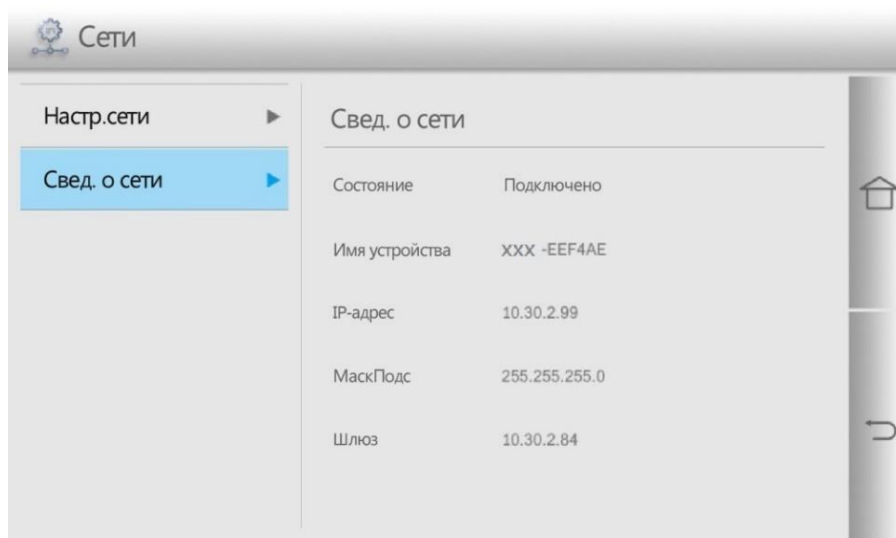 Сети
Настр.сети
Свед. о сети
Свед. о сети
Состояние Подключено
Имя устройства XXX -EEF4AE
IP-адрес 10.30.2.99
МаскПодс 255.255.255.0
Шлюз 10.30.2.84